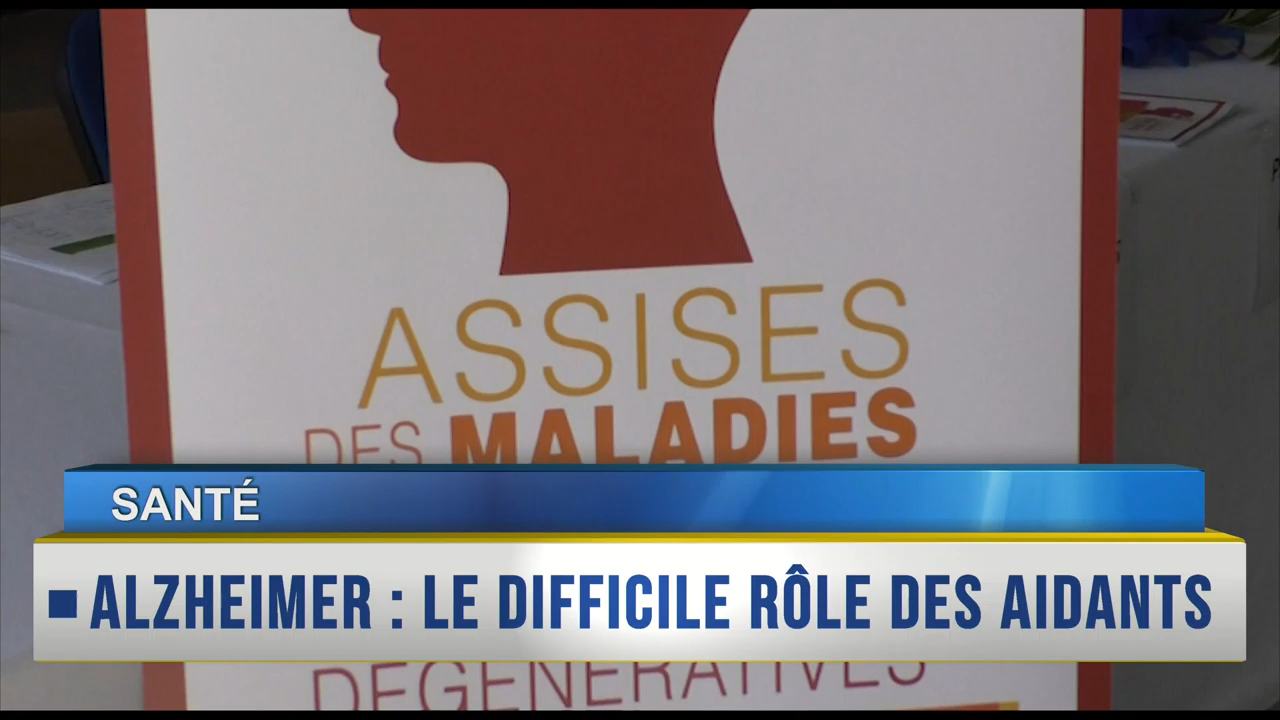 ASSISES
DES MALADIES
SANTÉ
ALZHEIMER : LE DIFFICILE RÔLE DES AIDANTS
DÉGÉNÉRATIVES